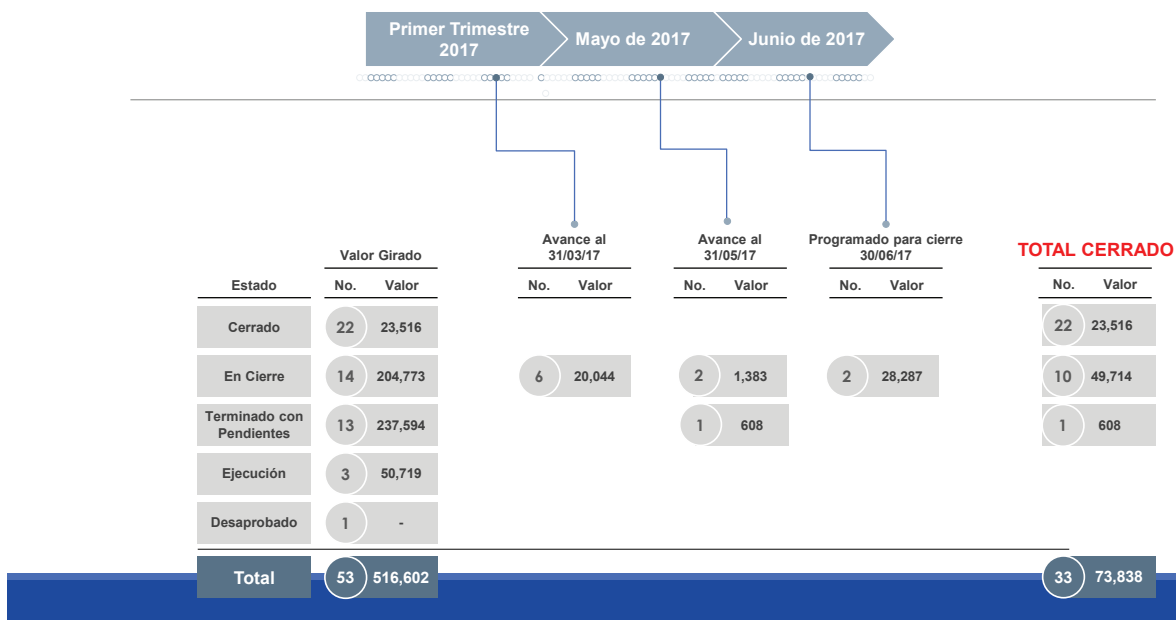 Primer Trimestre
2017
Mayo de 2017
Junio de 2017
Valor Girado
Avance al
31/03/17
Avance al
31/05/17
Programado para cierre
30/06/17
TOTAL CERRADO
Estado No. Valor No. Valor No. Valor No. Valor No. Valor
Cerrado 22 23,516 22 23,516
En Cierre 14 204,773 6 20,044 2 1,383 2 28,287 10 49,714
Terminado con
Pendientes 13 237,594 1 608 1 608
Ejecución 3 50,719
Desaprobado 1 -
Total 53 516,602 33 73,838